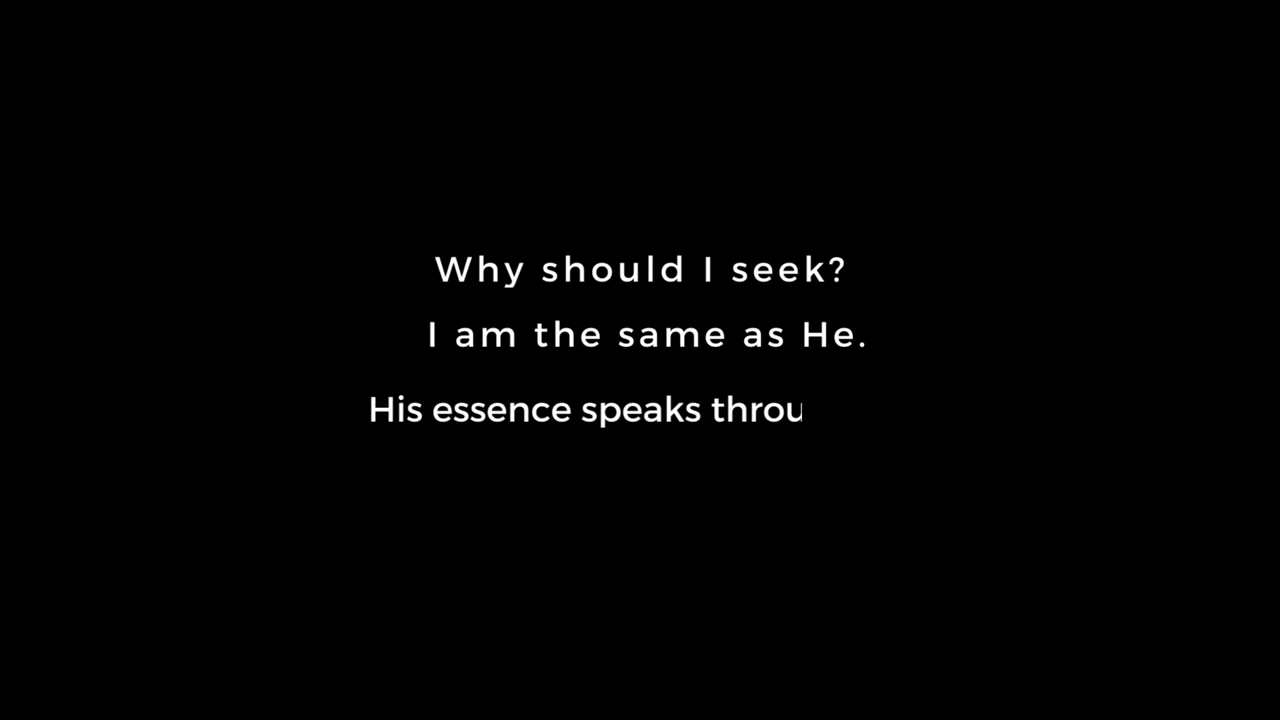 Why should I seek?
I am the same as He.
His essence speaks throu